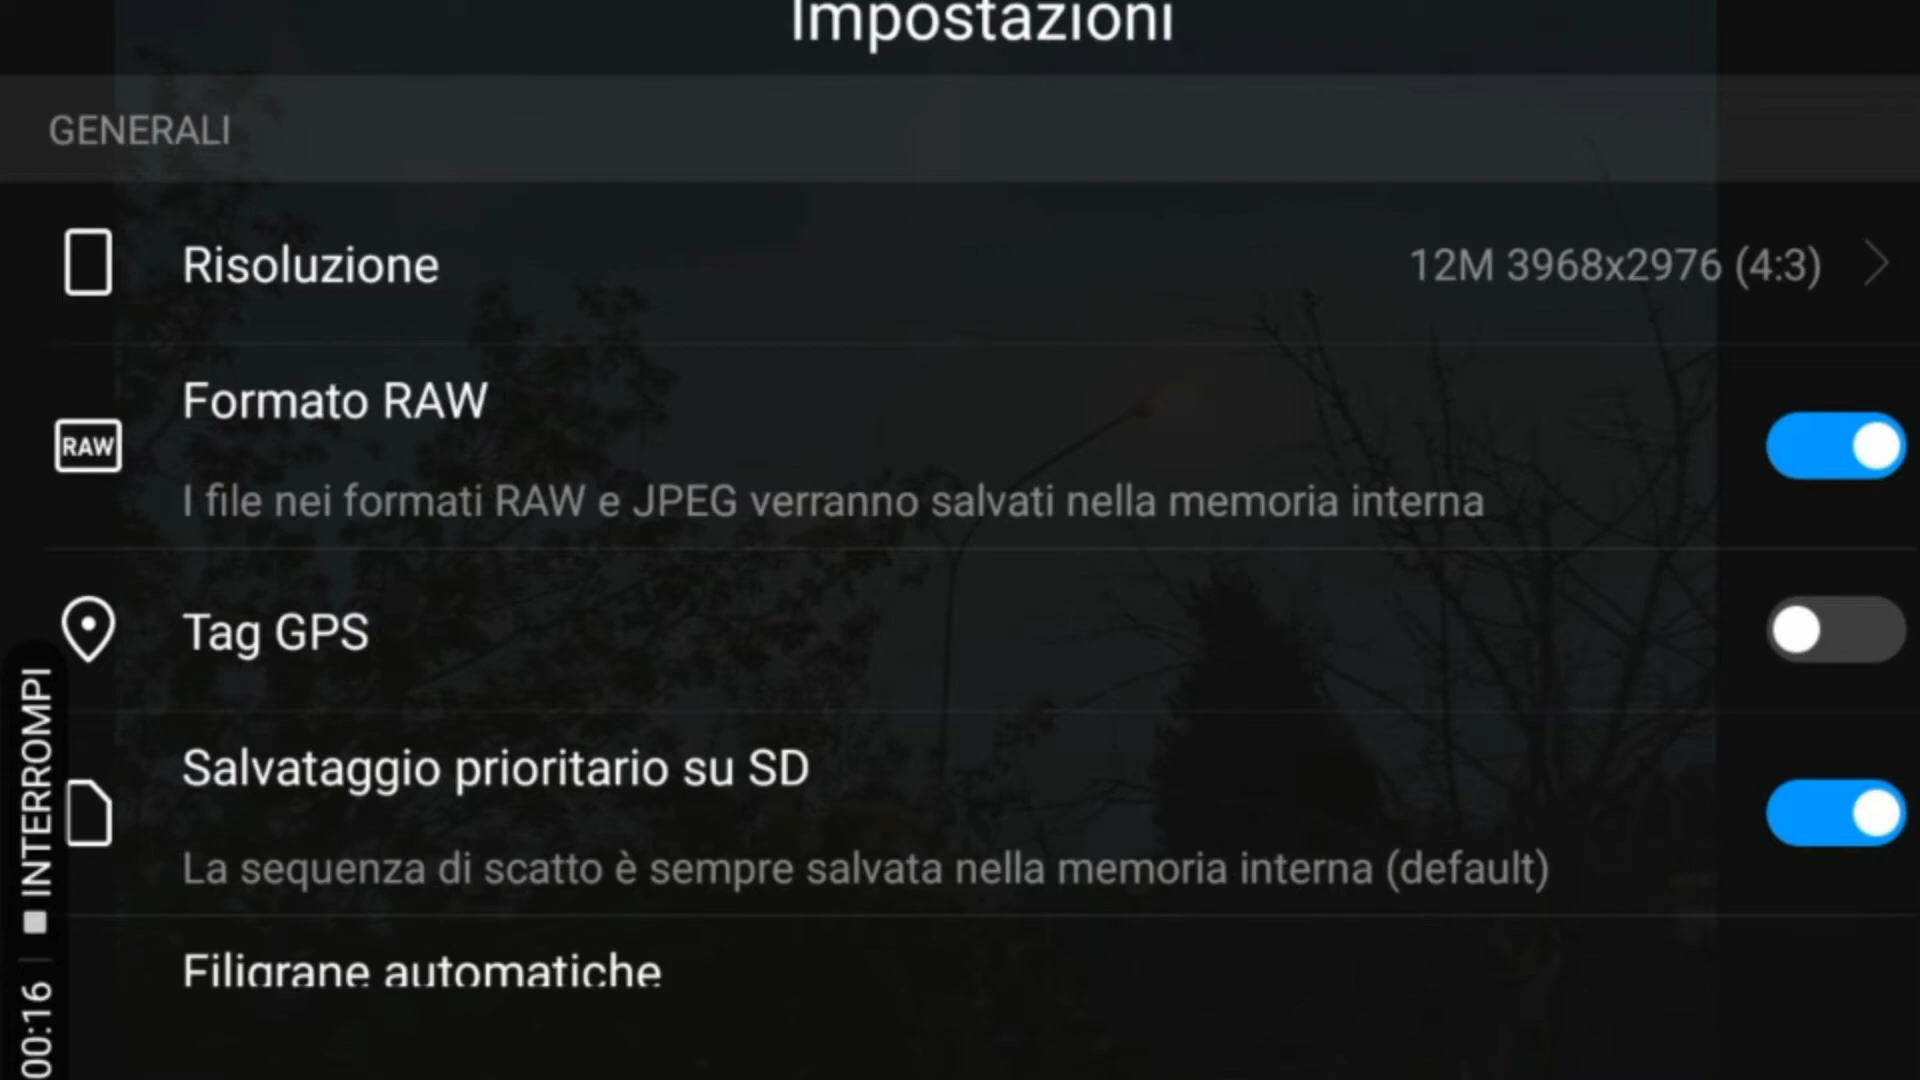 Impostazioni
GENERALI
Risoluzione
12M 3968x2976 (4:3)
Formato RAW
RAW
I file nei formati RAW e JPEG verranno salvati nella memoria interna
Tag GPS
Salvataggio prioritario su SD
La sequenza di scatto è sempre salvata nella memoria interna (default)
Filigrane automatiche
00:16 | INTERROMPI